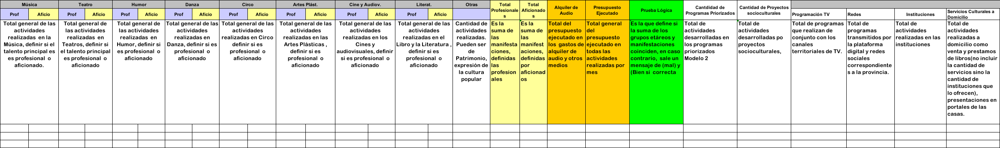 Música
Teatro
Humor
Danza
Circo
Artes Plást.
Cine y Audiov.
Literat.
Otras
Total
Profesionale
s
Total
Aficionado
s
Alquiler de
Audio
Presupuesto
Ejecutado
Prueba Lógica
Cantdidad de
Programas Priorizados
Cantidad de Proyectos
socioculturales
Prof
Aficio
Prof
Aficio
Prof
Aficio
Prof
Aficio
Prof
Aficio
Prof
Aficio
Prof
Aficio
Prof
Aficio
Programación TV
Redes
Instituciones
Servicios Culturales a
Domicilio
Total general de las
actividades
realizadas  en la
Música, definir si el
talento principal es
es profesional  o
aficionado.
Total general de
las actividades
realizadas  en
Teatros, definir si
el talento principal
es profesional  o
aficionado
Total general de
las actividades
realizadas  en
Humor, definir si
es profesional  o
aficionado
Total general de las
actividades
realizadas en
Danza, definir si es
profesional  o
aficionado
Total general de las
actividades
realizadas en Circo
definir si es
profesional  o
aficionado
Total general de las
actividades
realizadas en las
Artes Plásticas ,
definir si es
profesional  o
aficionado
Total general de las
actividades
realizadas en los
Cines y
audiovisuales, definir
si es profesional  o
aficionado
Total general de las
actividades
realizadas en el
Libro y la Literatura ,
definir si es
profesional  o
aficionado
Cantidad de
actividades
realizadas.
Pueden ser
de
Patrimonio,
expresión de
la cultura
popular
Es la
suma de
las
manifesta
ciones,
definidas
las
profesion
ales
Es la
suma de
las
manifest
aciones,
definidas
por
aficionad
os
Total del
presupuesto
ejecutado en
los  gastos de
alquiler de
audio y otros
medios
Total general
del
presupuesto
ejecutado en
todas las
actividades
realizadas por
mes
Es la que define si
la suma de los
grupos etáreos y
manifestaciones
coinciden, en caso
contrario,  sale un
mensaje de (mal) y
(Bien si  correcta
Total de
actividades
desarrolladas en
los programas
priorizados
Modelo 2
Total de
actividades
desarrolladas po
proyectos
socioculturales,
Total de programas
que realizan de
conjunto con los
canales
territoriales de TV.
Total de
programas
transmitidos por
la plataforma
digital y redes
sociales
correspondiente
s a la provincia.
Total de
actividades
realizadas en las
instituciones
Total de
actividades
realizadas a
domicilio como
venta y prestamos
de libros(no incluir
la cantidad de
servicios sino la
cantidad de
instituciones que
lo ofrecen),
presentaciones en
portales de las
casas.